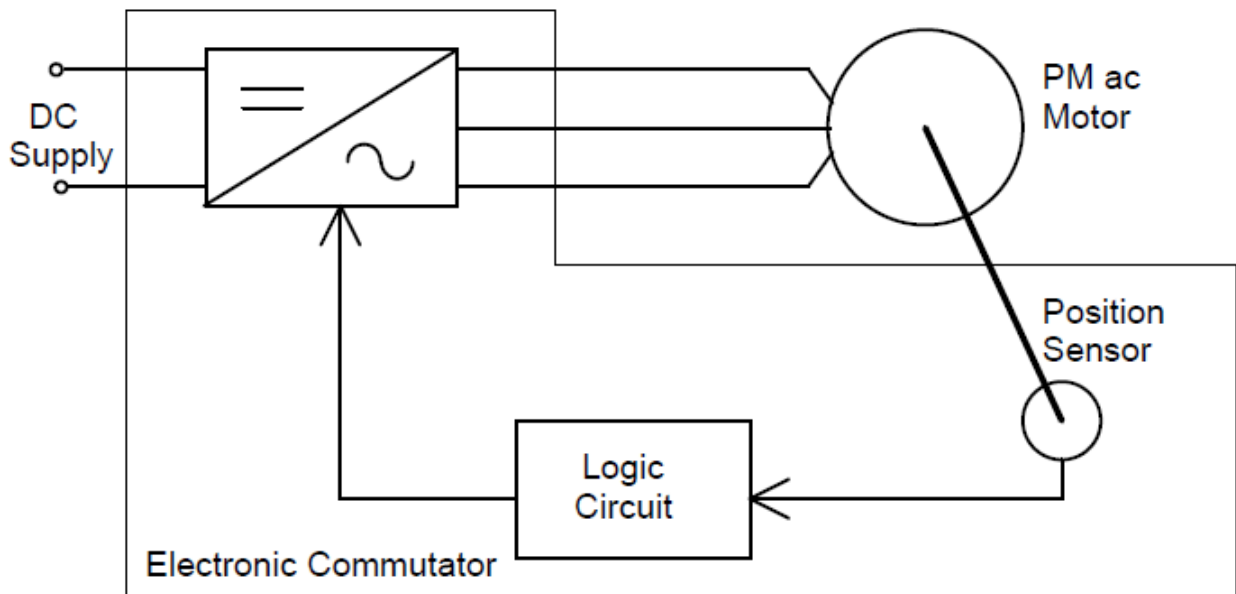 PM ac
Motor
DC
Supply
Position
Sensor
Logic
Circuit
Electronic Commutator